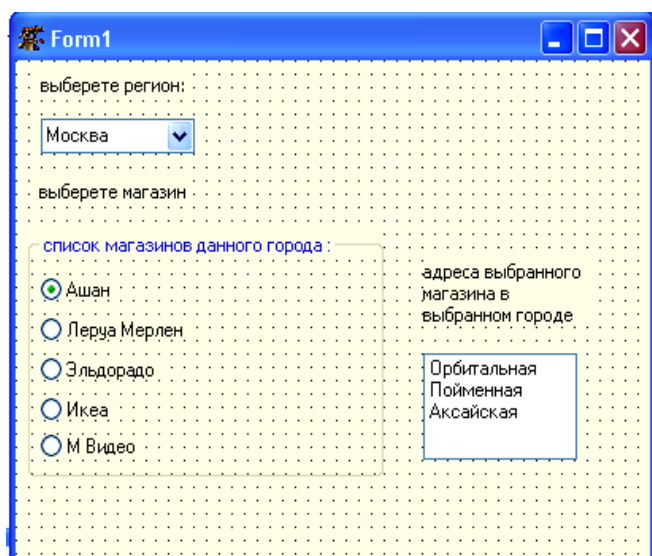 Form1
выберете регион:
Москва
выберете магазин
список магазинов данного города :
Ашан
Леруа Мерлен
Эльдорадо
Икеа
М Видео
адреса выбранного
магазина в
выбранном городе
Орбитальная
Пойменная
Аксайская